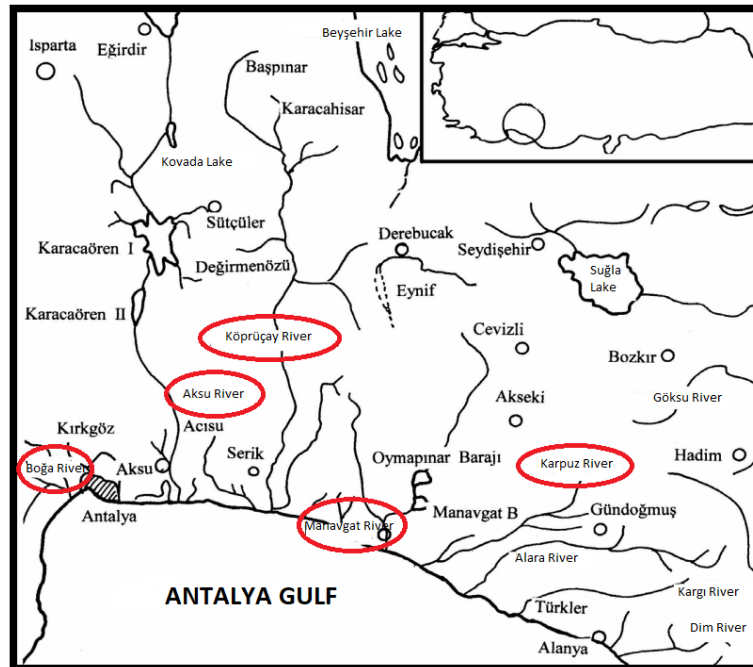 Isparta
Eğirdir
Beyşehir Lake
Başpınar
Karacahisar
Kovada Lake
Sütçüler
Karacaören I
Değirmenözü
Derebucak
Seydişehir
Suğla
Lake
Eynif
Karacaören II
Köprüçay River
Cevizli
Bozkır
Aksu River
Akseki
Göksu River
Acısu
Kırkgöz
Boğa River
Aksu
Serik
Oymapınar Barajı
Karpuz River
Hadim
Antalya
Manavgat River
Manavgat B
Gündoğmuş
Alara River
ANTALYA GULF
Türkler
Kargı River
Dim River
Alanya